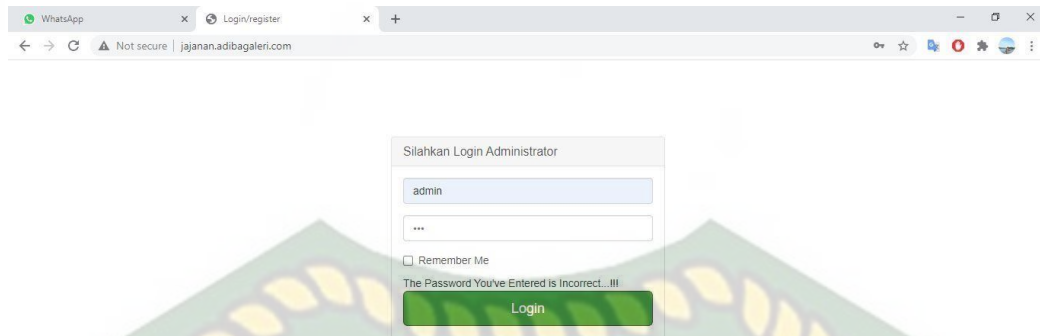 WhatsApp
Login/register
Not secure | jajanan.adibagaleri.com
Silahkan Login Administrator
admin
•••
Remember Me
The Password You've Entered is Incorrect...!!!
Login